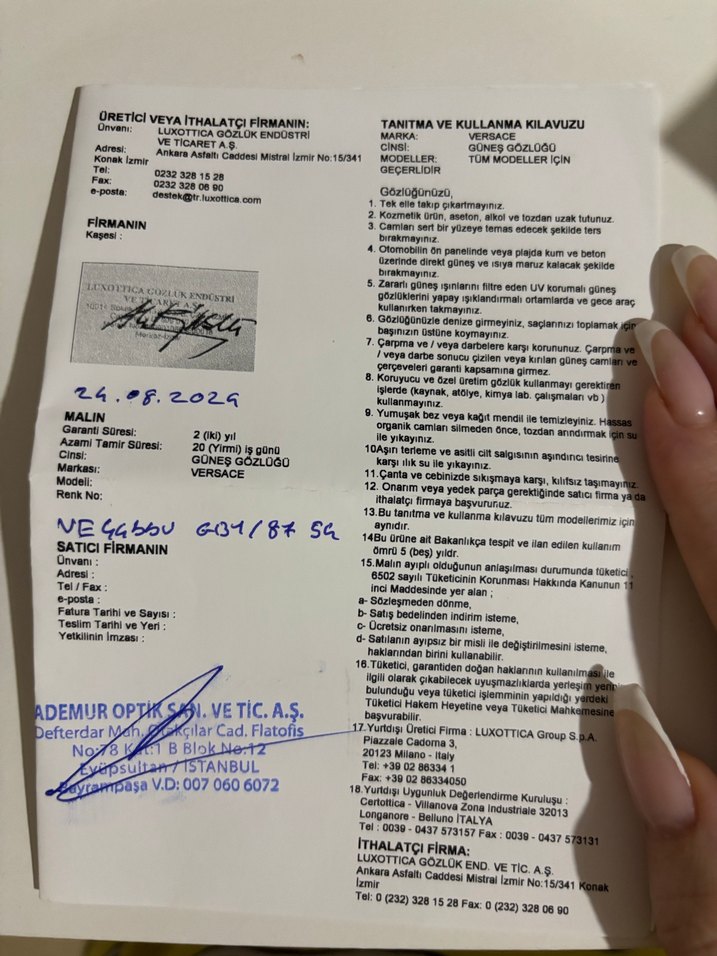 ÜRETİCİ VEYA İTHALATÇI FİRMANIN:
Ünvanı: LUXOTTICA GÖZLÜK ENDÜSTRİ
VE TİCARET A.Ş.
Adresi: Ankara Asfaltı Caddesi Mistral İzmir No:15/341
Konak İzmir
Tel: 0232 328 15 28
Fax: 0232 328 06 90
e-posta: destek@tr.luxottica.com
FİRMANIN
Kaşesi :
LUXOTTICA GÖZLÜK ENDÜSTRİ
VE TİCARET A.Ş.
24.08.2024
MALIN
Garanti Süresi: 2 (iki) yıl
Azami Tamir Süresi: 20 (Yirmi) iş günü
Cinsi: GÜNEŞ GÖZLÜĞÜ
Markası: VERSACE
Modeli:
Renk No:
GB1/87 54
SATICI FİRMANIN
Ünvanı :
Adresi :
Tel / Fax :
e-posta :
Fatura Tarihi ve Sayısı :
Teslim Tarihi ve Yeri :
Yetkilinin İmzası :
ADEMUR OPTİK SAN. VE TİC. A.Ş.
Defterdar Mah. Otakçılar Cad. Flatofis
No:78 Kat:1 B Blok No:12
Eyüpsultan / İSTANBUL
Bayrampaşa V.D: 007 060 6072
TANITMA VE KULLANMA KILAVUZU
MARKA: VERSACE
CİNSİ: GÜNEŞ GÖZLÜĞÜ
MODELLER: TÜM MODELLER İÇİN
GEÇERLİDİR
Gözlüğünüzü,
1. Tek elle takıp çıkartmayınız.
2. Kozmetik ürün, aseton, alkol ve tozdan uzak tutunuz.
3. Camları sert bir yüzeye temas edecek şekilde ters
bırakmayınız.
4. Otomobilin ön panelinde veya plajda kum ve beton
üzerinde direkt güneş ve ısıya maruz kalacak şekilde
bırakmayınız.
5. Zararlı güneş ışınlarını filtre eden UV korumalı güneş
gözlüklerini yapay ışıklandırmalı ortamlarda ve gece araç
kullanırken takmayınız.
6. Gözlüğünüzle denize girmeyiniz, saçlarınızı toplamak için
başınızın üstüne koymayınız.
7. Çarpma ve / veya darbelere karşı korununuz. Çarpma ve
/ veya darbe sonucu çizilen veya kırılan güneş camları ve
çerçeveleri garanti kapsamına girmez.
8. Koruyucu ve özel üretim gözlük kullanmayı gerektiren
işlerde (kaynak, atölye, kimya lab. çalışmaları vb )
kullanmayınız.
9. Yumuşak bez veya kağıt mendil ile temizleyiniz. Hassas
organik camları silmeden önce, tozdan arındırmak için su
ile yıkayınız.
10Aşırı terleme ve asitli cilt salgısının aşındırıcı tesirine
karşı ılık su ile yıkayınız.
11.Çanta ve cebinizde sıkışmaya karşı, kılıfsız taşımayınız.
12. Onarım veya yedek parça gerektiğinde satıcı firma ya da
ithalatçı firmaya başvurunuz.
13.Bu tanıtma ve kullanma kılavuzu tüm modellerimiz için
aynıdır.
14Bu ürüne ait Bakanlıkça tespit ve ilan edilen kullanım
ömrü 5 (beş) yıldır.
15.Malın ayıplı olduğunun anlaşılması durumunda tüketici ,
6502 sayılı Tüketicinin Korunması Hakkında Kanunun 11
inci Maddesinde yer alan ;
a- Sözleşmeden dönme,
b- Satış bedelinden indirim isteme,
c- Ücretsiz onarılmasını isteme,
d- Satılanın ayıpsız bir misli ile değiştirilmesini isteme,
haklarından birini kullanabilir.
16.Tüketici, garantiden doğan haklarının kullanılması ile
ilgili olarak çıkabilecek uyuşmazlıklarda yerleşim yerinin
bulunduğu veya tüketici işleminin yapıldığı yerdeki
Tüketici Hakem Heyetine veya Tüketici Mahkemesine
başvurabilir.
17.Yurtdışı Üretici Firma : LUXOTTICA Group S.p.A.
Piazzale Cadorna 3,
20123 Milano - Italy
Tel: +39 02 86334 1
Fax: +39 02 86334050
18.Yurtdışı Uygunluk Değerlendirme Kuruluşu :
Certottica - Villanova Zona Industriale 32013
Longanore - Belluno İTALYA
Tel : 0039 - 0437 573157 Fax : 0039 - 0437 573131
İTHALATÇI FİRMA:
LUXOTTICA GÖZLÜK END. VE TİC. A.Ş.
Ankara Asfaltı Caddesi Mistral İzmir No:15/341 Konak
İzmir
Tel: 0 (232) 328 15 28 Fax: 0 (232) 328 06 90